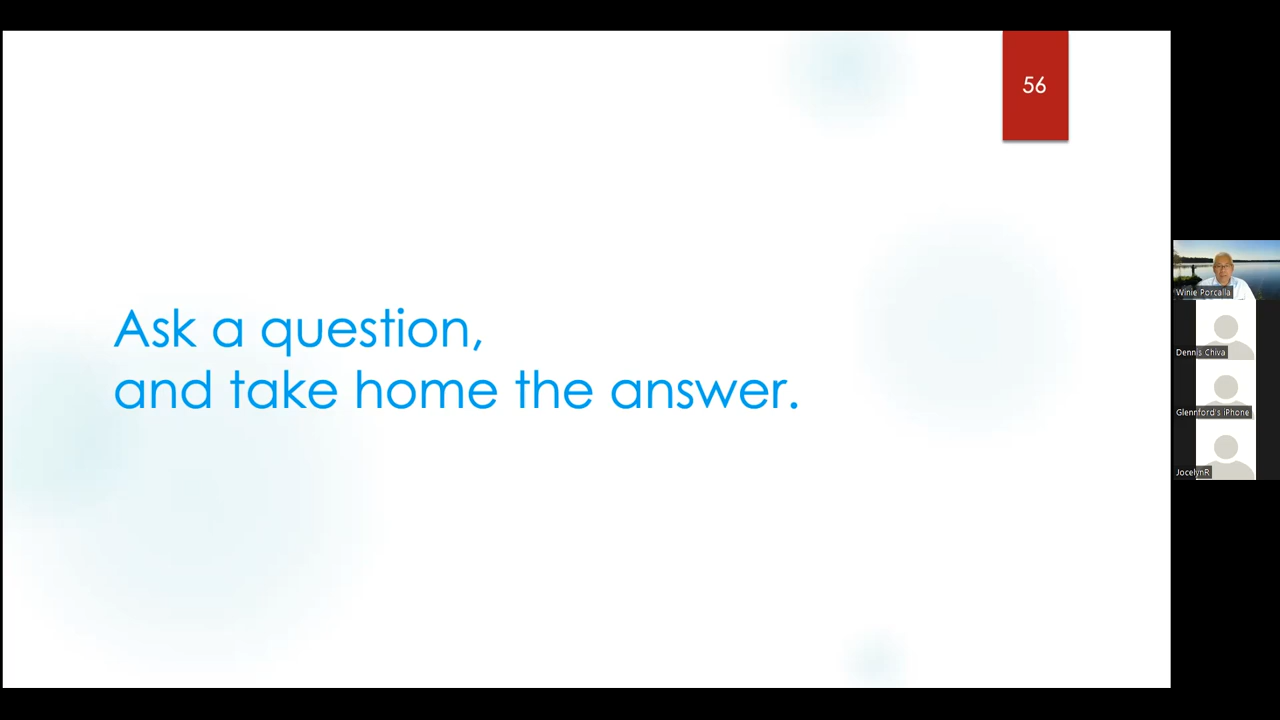 56
Ask a question,
and take home the answer.
Winie Porcalla
Dennis Chiva
Glennford's iPhone
JocelynR